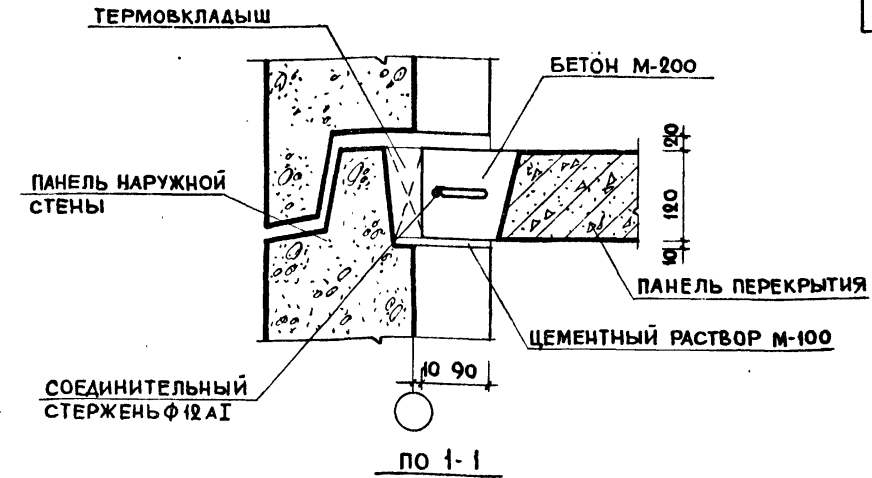 ТЕРМОВКЛАДЫШ
БЕТОН М-200
ПАНЕЛЬ НАРУЖНОЙ
СТЕНЫ
20
120
10
ПАНЕЛЬ ПЕРЕКРЫТИЯ
ЦЕМЕНТНЫЙ РАСТВОР М-100
10 90
СОЕДИНИТЕЛЬНЫЙ
СТЕРЖЕНЬ Ф 12 А I
ПО 1-1